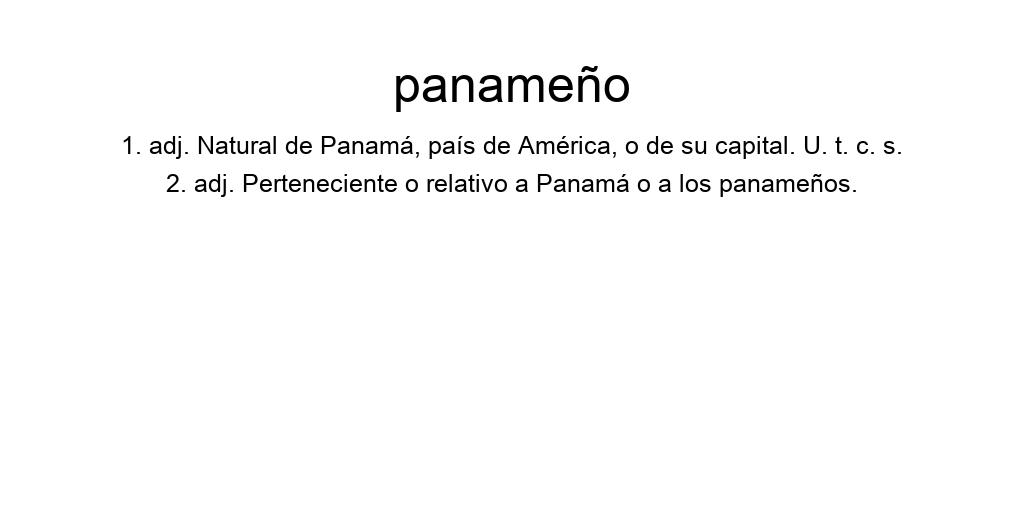 panameño
1. adj. Natural de Panamá, país de América, o de su capital. U. t. c. s.
2. adj. Perteneciente o relativo a Panamá o a los panameños.